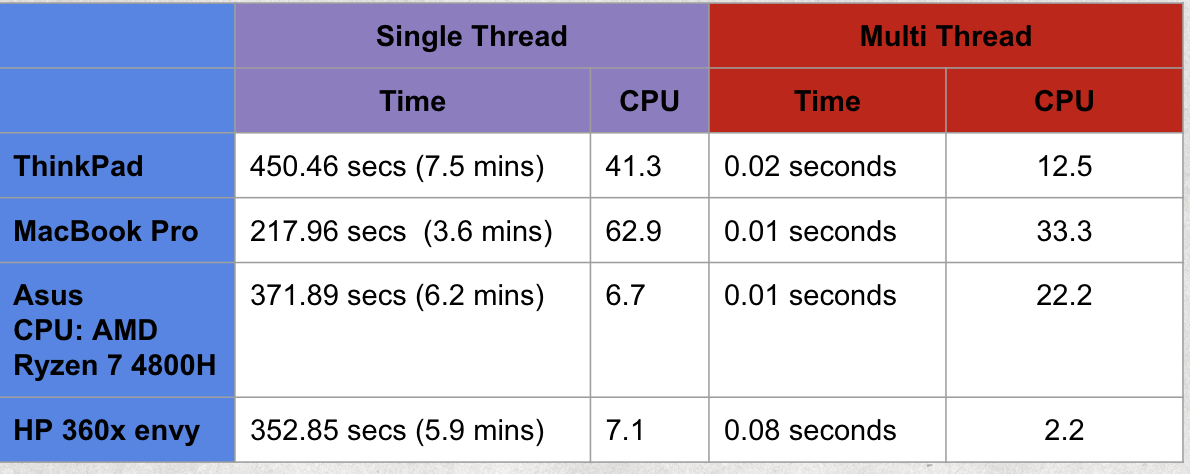 Single Thread Multi Thread
Time CPU Time CPU
ThinkPad 450.46 secs (7.5 mins) 41.3 0.02 seconds 12.5
MacBook Pro 217.96 secs (3.6 mins) 62.9 0.01 seconds 33.3
Asus 371.89 secs (6.2 mins) 6.7 0.01 seconds 22.2
CPU: AMD
Ryzen 7 4800H
HP 360x envy 352.85 secs (5.9 mins) 7.1 0.08 seconds 2.2